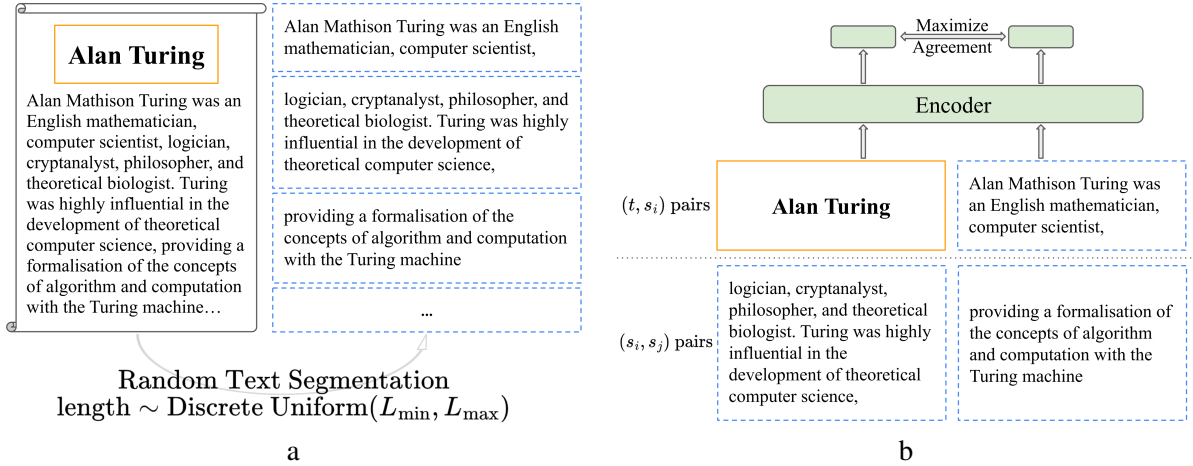 Alan Turing
Alan Mathison Turing was an
English mathematician,
computer scientist, logician,
cryptanalyst, philosopher, and
theoretical biologist. Turing
was highly influential in the
development of theoretical
computer science, providing a
formalisation of the concepts
of algorithm and computation
with the Turing machine…
Alan Mathison Turing was an English
mathematician, computer scientist,
logician, cryptanalyst, philosopher, and
theoretical biologist. Turing was highly
influential in the development of
theoretical computer science,
providing a formalisation of the
concepts of algorithm and computation
with the Turing machine
...
Random Text Segmentation
length ∼ Discrete Uniform(L_min, L_max)
a
Maximize
Agreement
Encoder
(t, s_i) pairs
Alan Turing
Alan Mathison Turing was
an English mathematician,
computer scientist,
(s_i, s_j) pairs
logician, cryptanalyst,
philosopher, and theoretical
biologist. Turing was highly
influential in the
development of theoretical
computer science,
providing a formalisation of
the concepts of algorithm
and computation with the
Turing machine
b